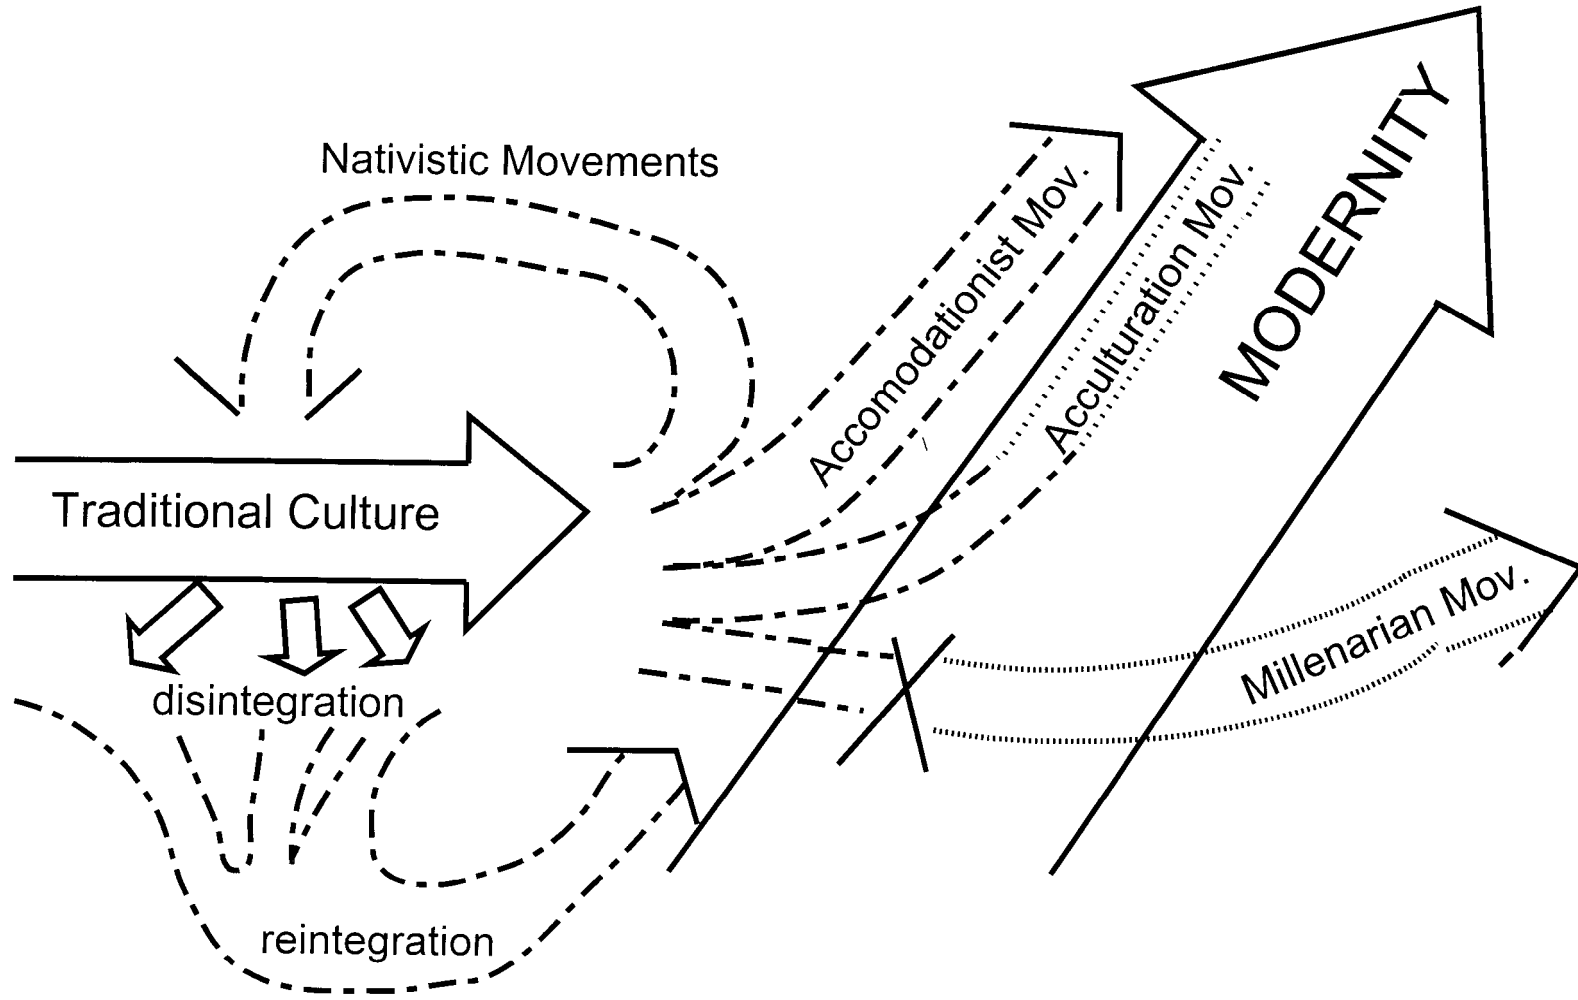 Nativistic Movements
Accomodationist Mov.
Acculturation Mov.
MODERNITY
Traditional Culture
Millenarian Mov.
disintegration
reintegration